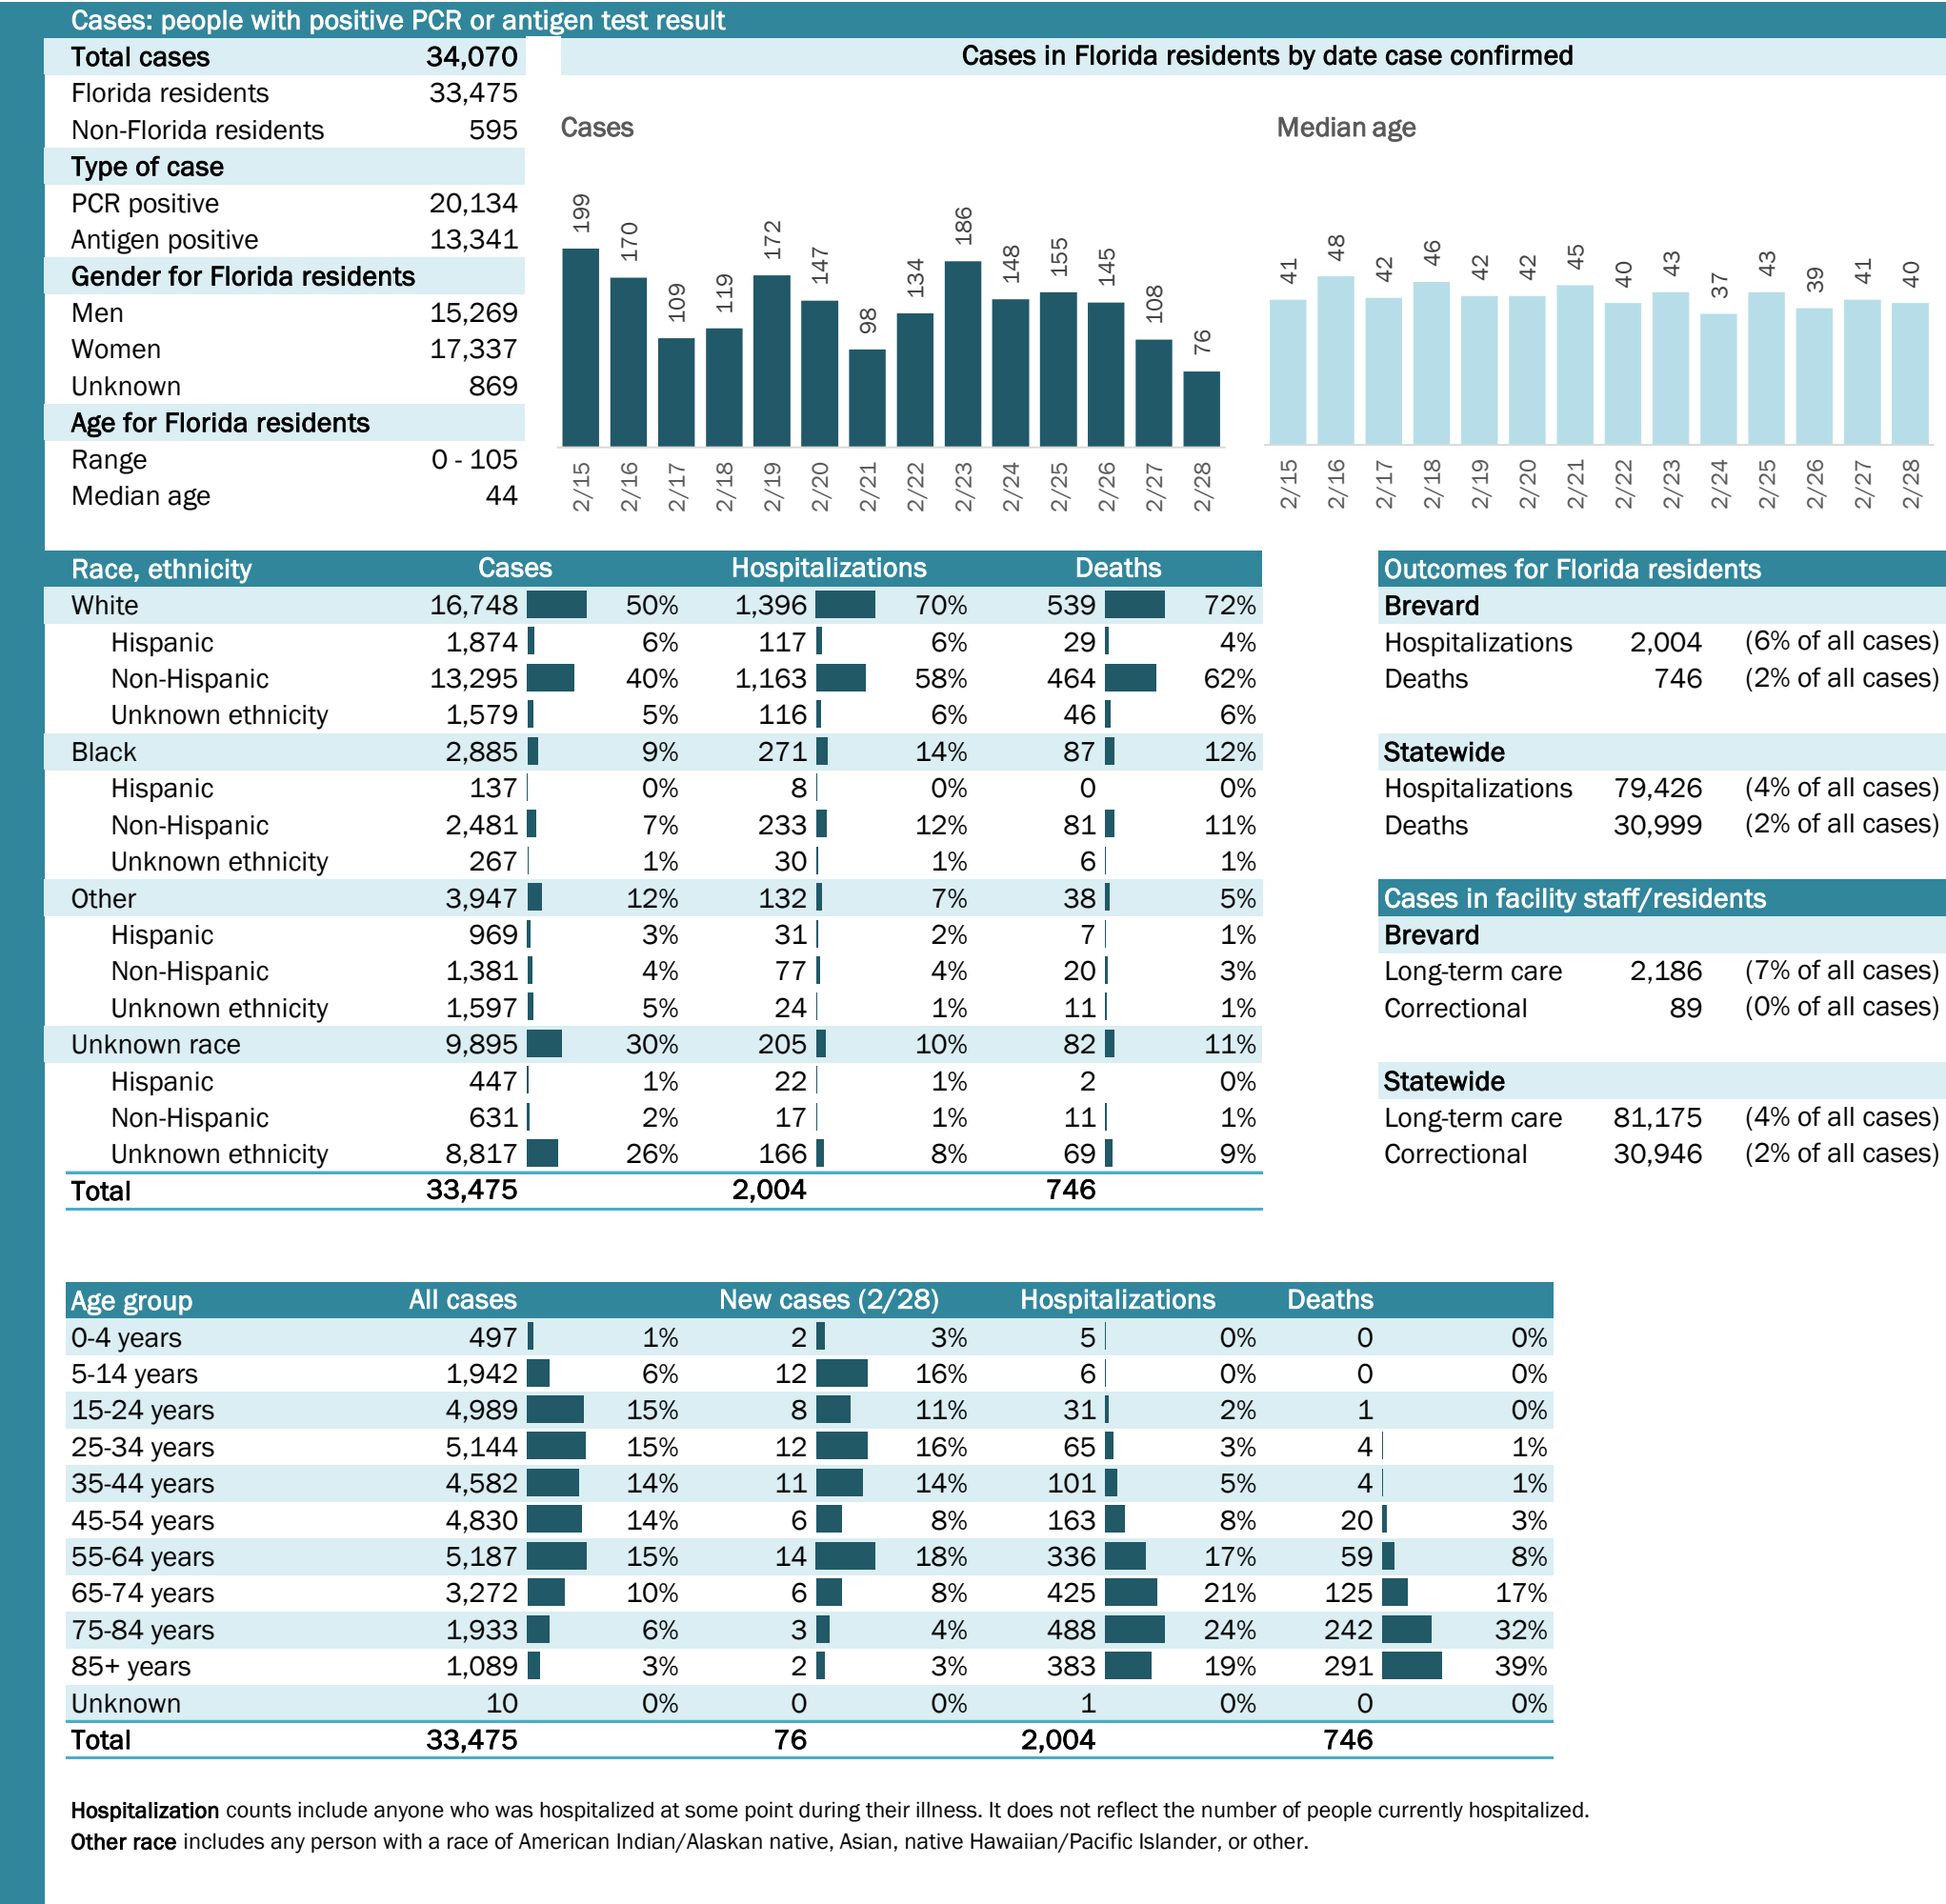 Cases: people with positive PCR or antigen test result
Total cases 34,070
Florida residents 33,475
Non-Florida residents 595
Type of case
PCR positive 20,134
Antigen positive 13,341
Gender for Florida residents
Men 15,269
Women 17,337
Unknown 869
Age for Florida residents
Range 0 - 105
Median age 44
Cases in Florida residents by date case confirmed
Cases
199 170 109 119 172 147 98 134 186 148 155 145 108 76
2/15 2/16 2/17 2/18 2/19 2/20 2/21 2/22 2/23 2/24 2/25 2/26 2/27 2/28
Median age
41 48 42 46 42 42 45 40 43 37 43 39 41 40
2/15 2/16 2/17 2/18 2/19 2/20 2/21 2/22 2/23 2/24 2/25 2/26 2/27 2/28
Race, ethnicity Cases Hospitalizations Deaths
White 16,748 50% 1,396 70% 539 72%
Hispanic 1,874 6% 117 6% 29 4%
Non-Hispanic 13,295 40% 1,163 58% 464 62%
Unknown ethnicity 1,579 5% 116 6% 46 6%
Black 2,885 9% 271 14% 87 12%
Hispanic 137 0% 8 0% 0 0%
Non-Hispanic 2,481 7% 233 12% 81 11%
Unknown ethnicity 267 1% 30 1% 6 1%
Other 3,947 12% 132 7% 38 5%
Hispanic 969 3% 31 2% 7 1%
Non-Hispanic 1,381 4% 77 4% 20 3%
Unknown ethnicity 1,597 5% 24 1% 11 1%
Unknown race 9,895 30% 205 10% 82 11%
Hispanic 447 1% 22 1% 2 0%
Non-Hispanic 631 2% 17 1% 11 1%
Unknown ethnicity 8,817 26% 166 8% 69 9%
Total 33,475 2,004 746
Outcomes for Florida residents
Brevard
Hospitalizations 2,004 (6% of all cases)
Deaths 746 (2% of all cases)
Statewide
Hospitalizations 79,426 (4% of all cases)
Deaths 30,999 (2% of all cases)
Cases in facility staff/residents
Brevard
Long-term care 2,186 (7% of all cases)
Correctional 89 (0% of all cases)
Statewide
Long-term care 81,175 (4% of all cases)
Correctional 30,946 (2% of all cases)
Age group All cases New cases (2/28) Hospitalizations Deaths
0-4 years 497 1% 2 3% 5 0% 0 0%
5-14 years 1,942 6% 12 16% 6 0% 0 0%
15-24 years 4,989 15% 8 11% 31 2% 1 0%
25-34 years 5,144 15% 12 16% 65 3% 4 1%
35-44 years 4,582 14% 11 14% 101 5% 4 1%
45-54 years 4,830 14% 6 8% 163 8% 20 3%
55-64 years 5,187 15% 14 18% 336 17% 59 8%
65-74 years 3,272 10% 6 8% 425 21% 125 17%
75-84 years 1,933 6% 3 4% 488 24% 242 32%
85+ years 1,089 3% 2 3% 383 19% 291 39%
Unknown 10 0% 0 0% 1 0% 0 0%
Total 33,475 76 2,004 746
Hospitalization counts include anyone who was hospitalized at some point during their illness. It does not reflect the number of people currently hospitalized.
Other race includes any person with a race of American Indian/Alaskan native, Asian, native Hawaiian/Pacific Islander, or other.